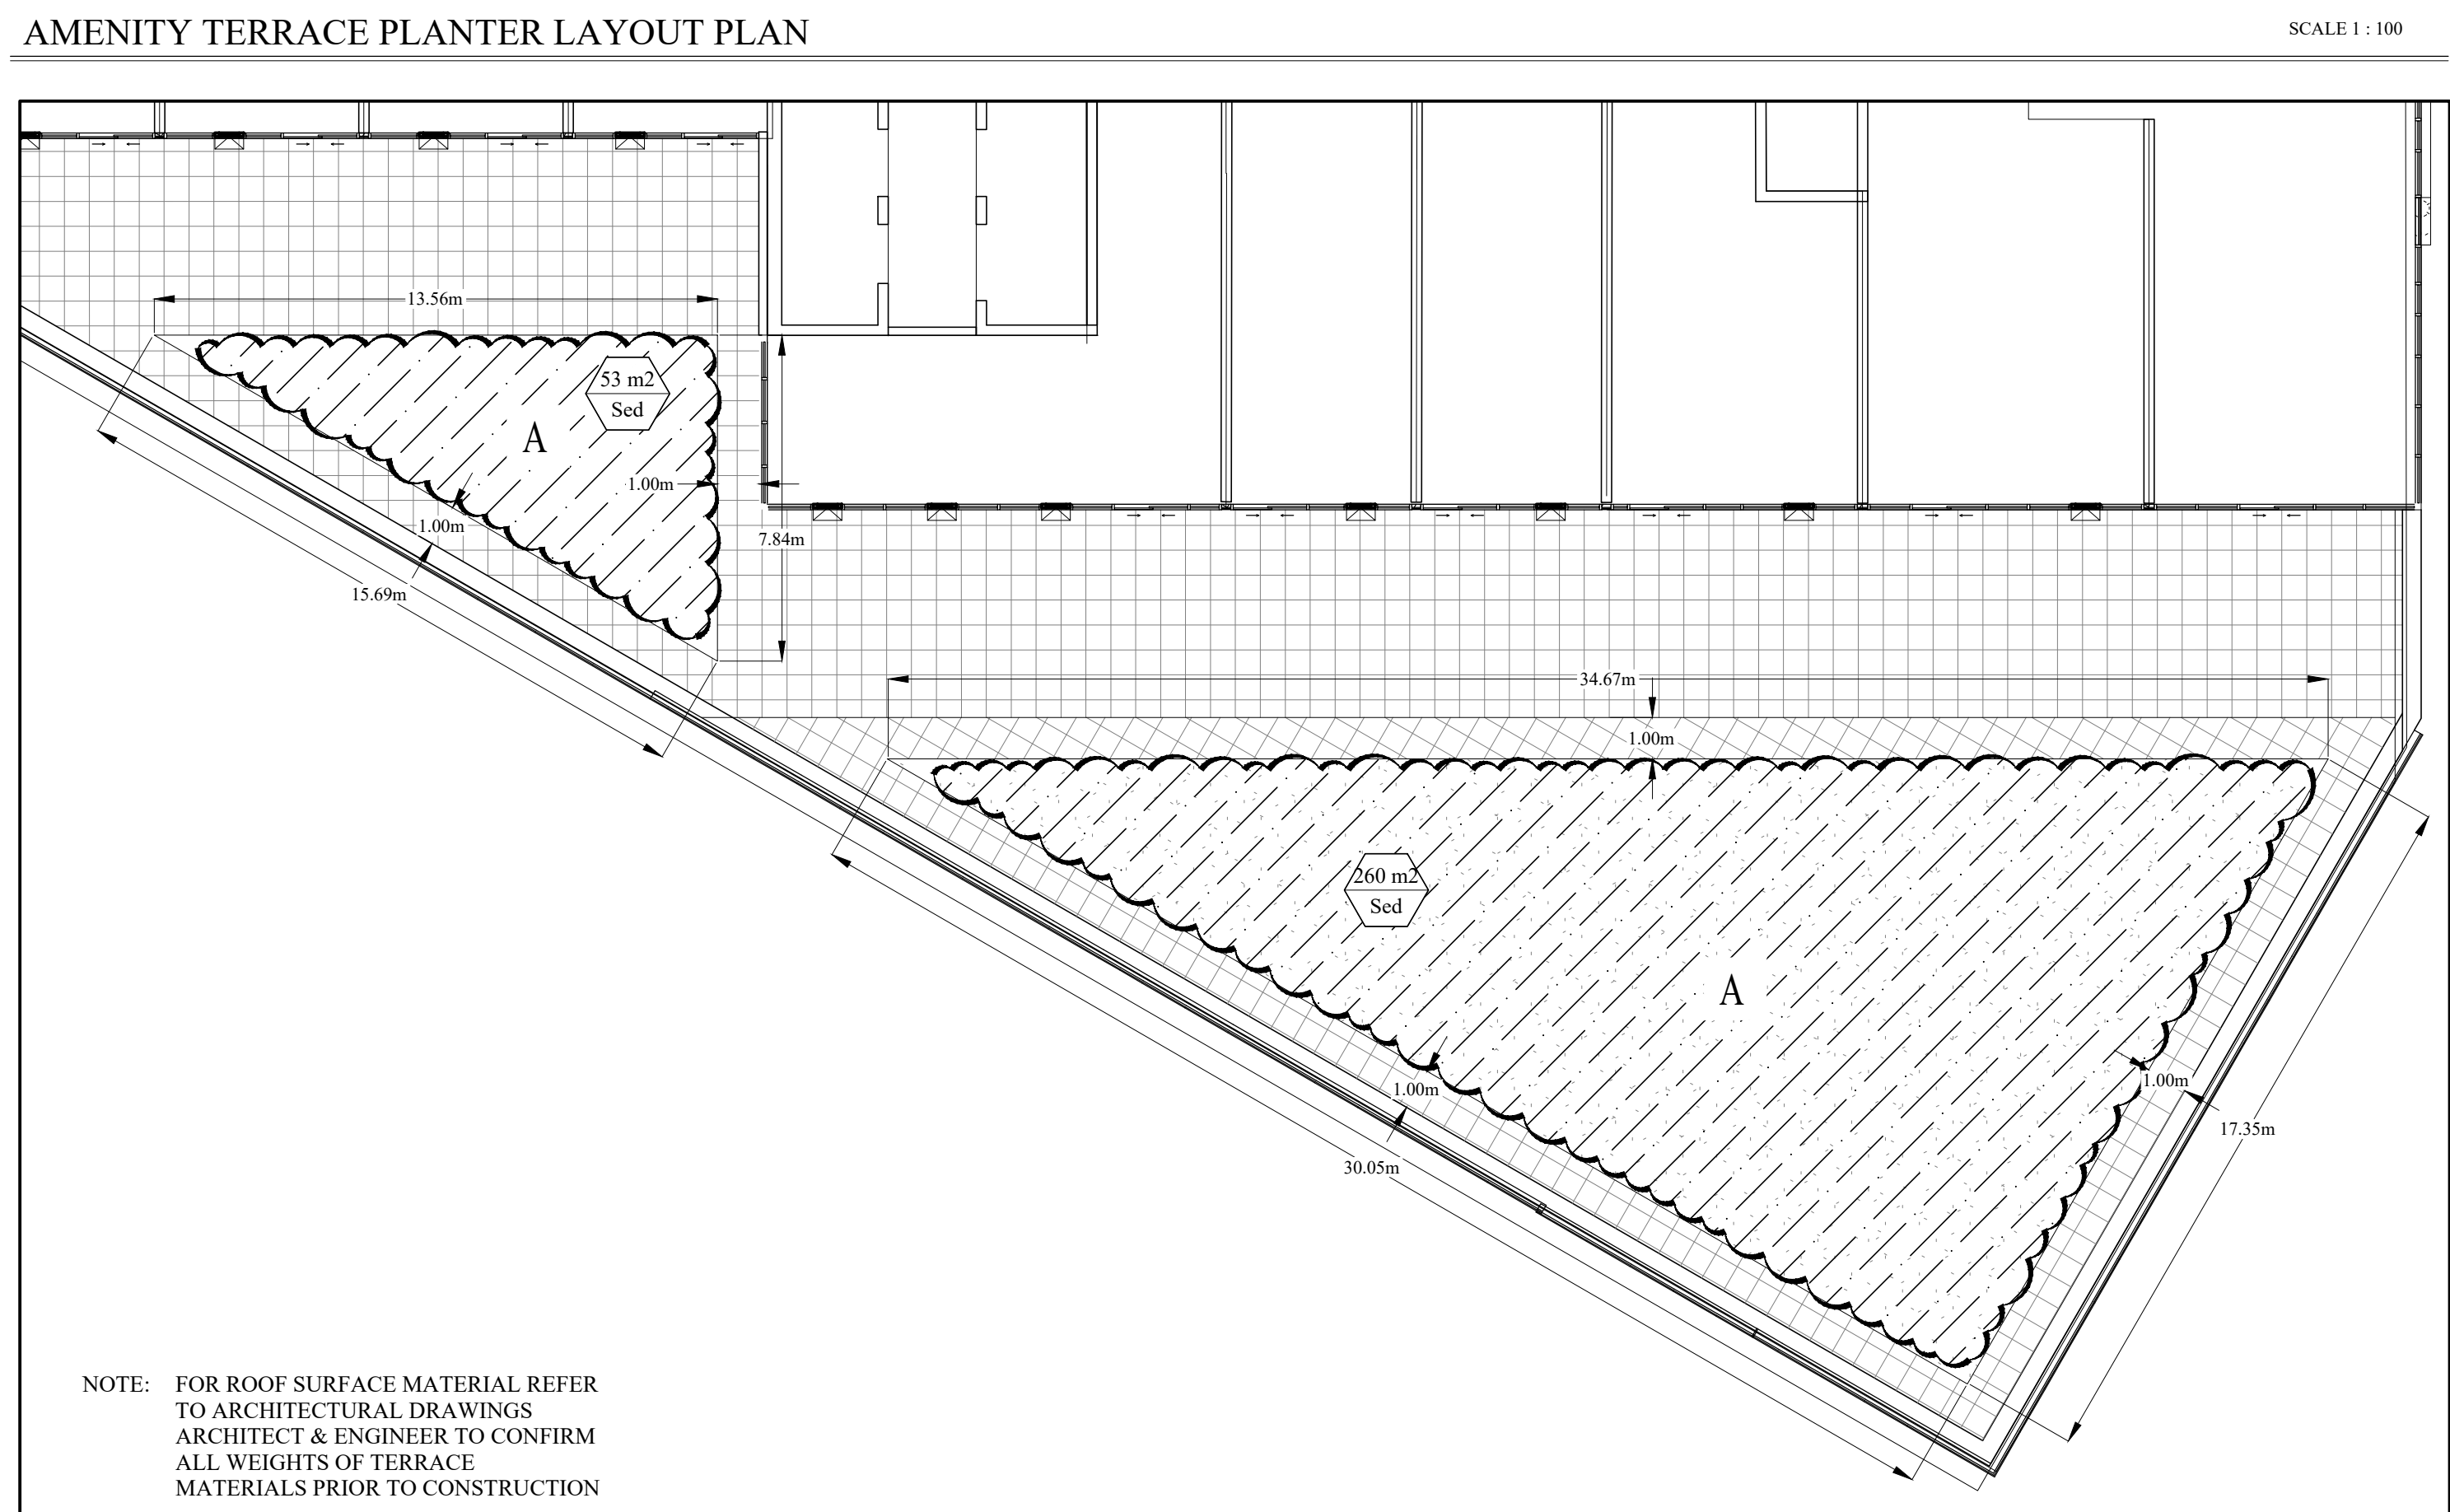 AMENITY TERRACE PLANTER LAYOUT PLAN
SCALE 1 : 100
13.56m
53 m2
Sed
A
1.00m
1.00m
7.84m
15.69m
34.67m
1.00m
260 m2
Sed
A
1.00m
1.00m
17.35m
30.05m
NOTE: FOR ROOF SURFACE MATERIAL REFER
TO ARCHITECTURAL DRAWINGS
ARCHITECT & ENGINEER TO CONFIRM
ALL WEIGHTS OF TERRACE
MATERIALS PRIOR TO CONSTRUCTION